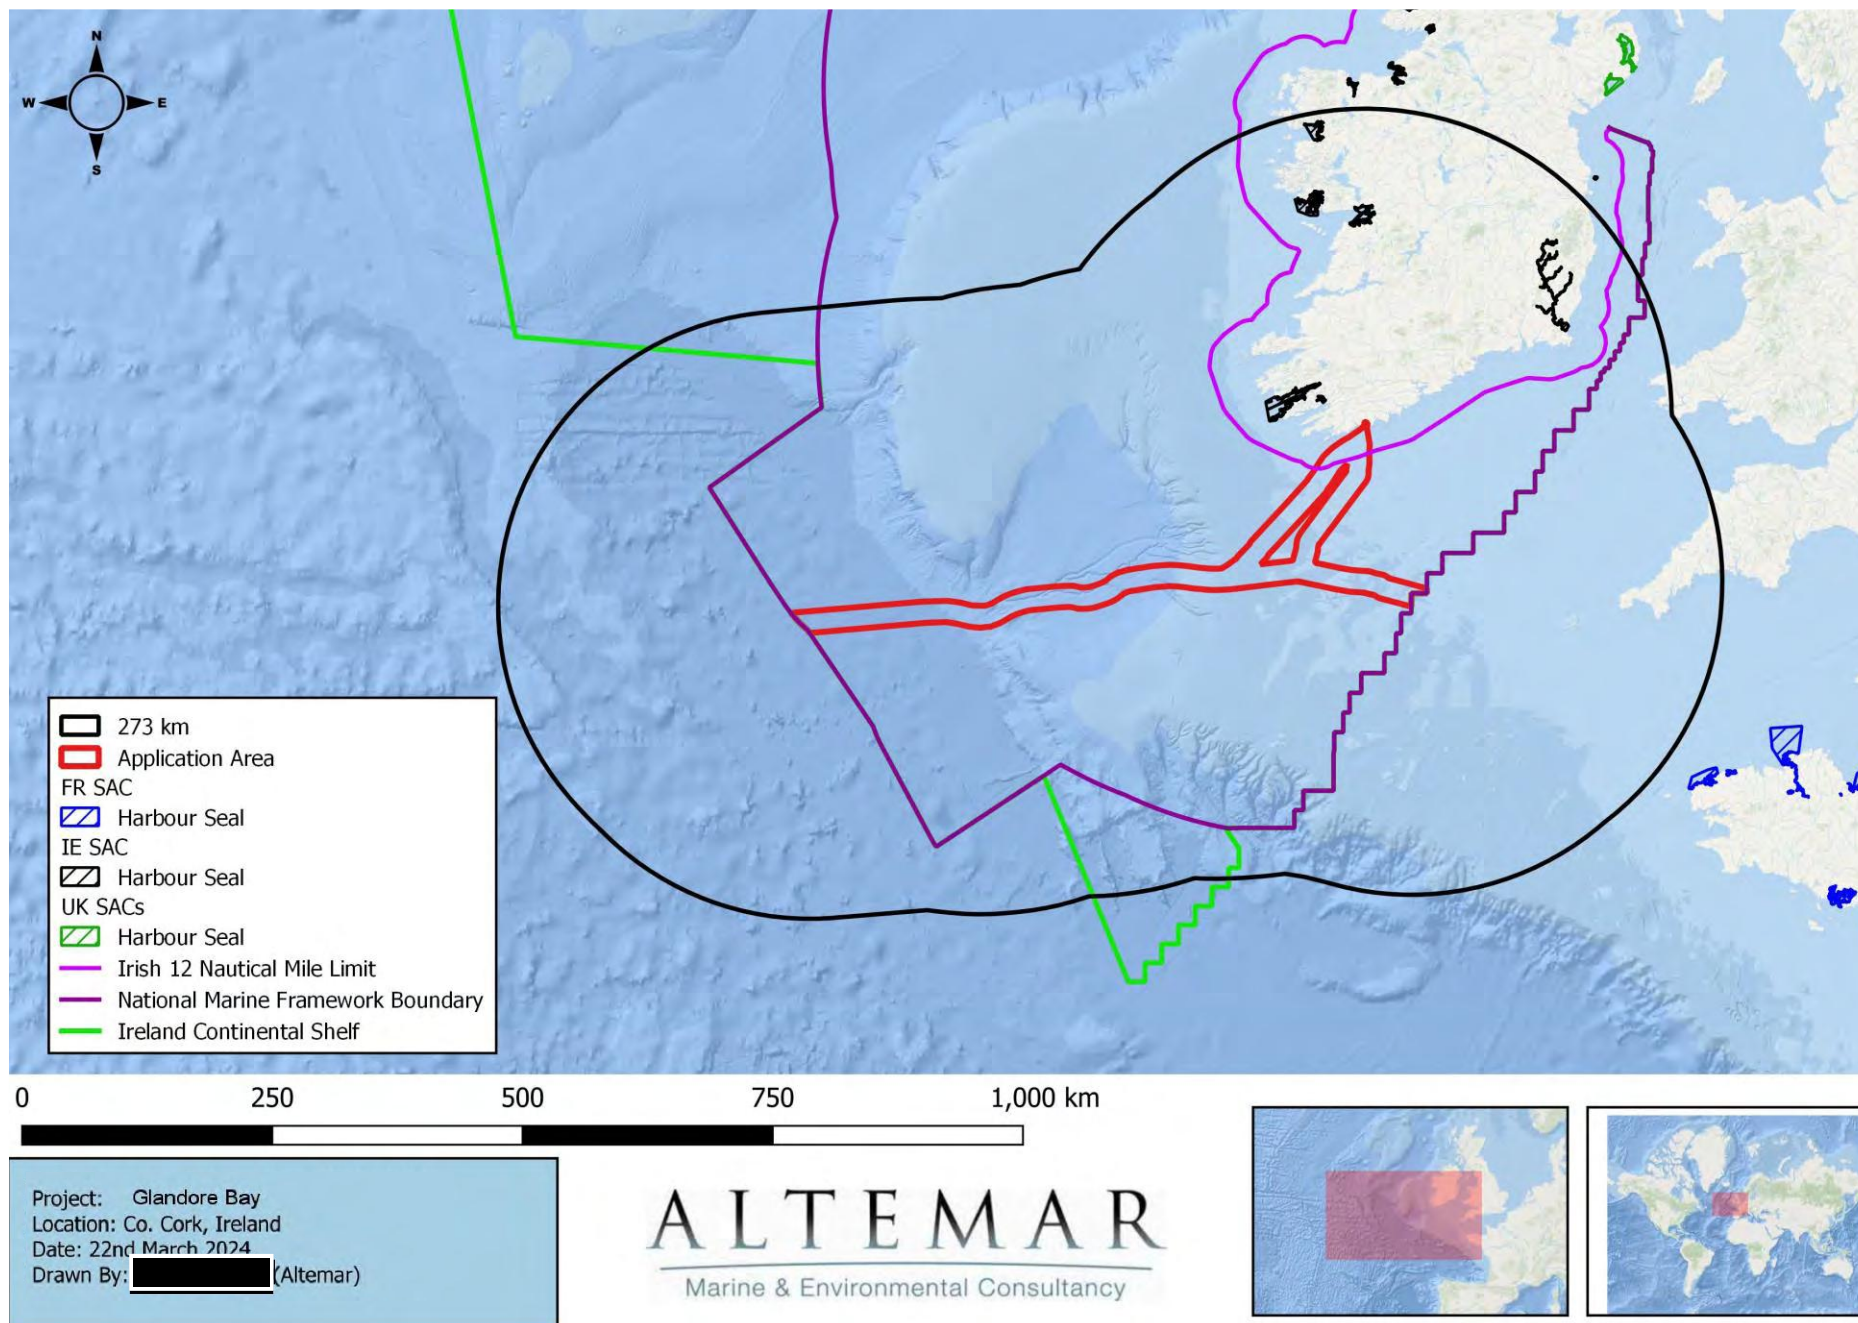 N
W
E
S
273 km
Application Area
FR SAC
Harbour Seal
IE SAC
Harbour Seal
UK SACs
Harbour Seal
Irish 12 Nautical Mile Limit
National Marine Framework Boundary
Ireland Continental Shelf
0 250 500 750 1,000 km
Project: Glandore Bay
Location: Co. Cork, Ireland
Date: 22nd March 2024
Drawn By: (Altemar)
ALTEMAR
Marine & Environmental Consultancy